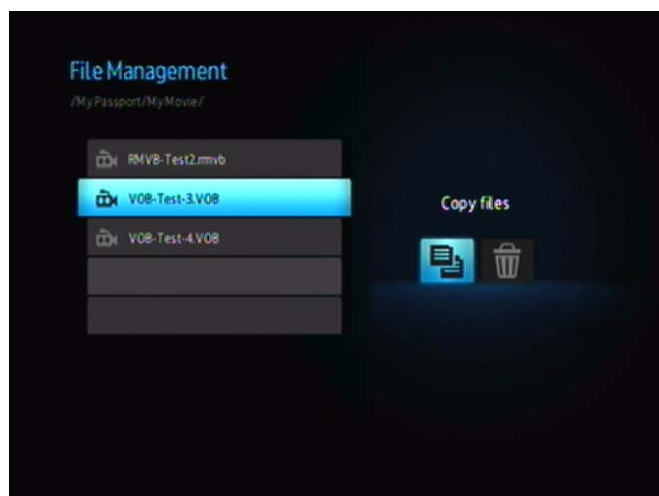 File Management
/MyPassport/MyMovie/
RMVB-Test2.rmvb
VOB-Test-3.VOB
VOB-Test-4.VOB
Copy files